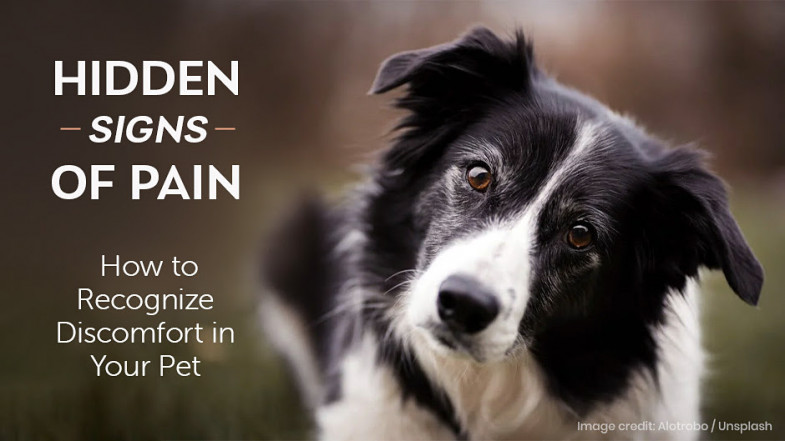 HIDDEN
SIGNS
OF PAIN
How to
Recognize
Discomfort in
Your Pet
Image credit: Alotrobo / Unsplash